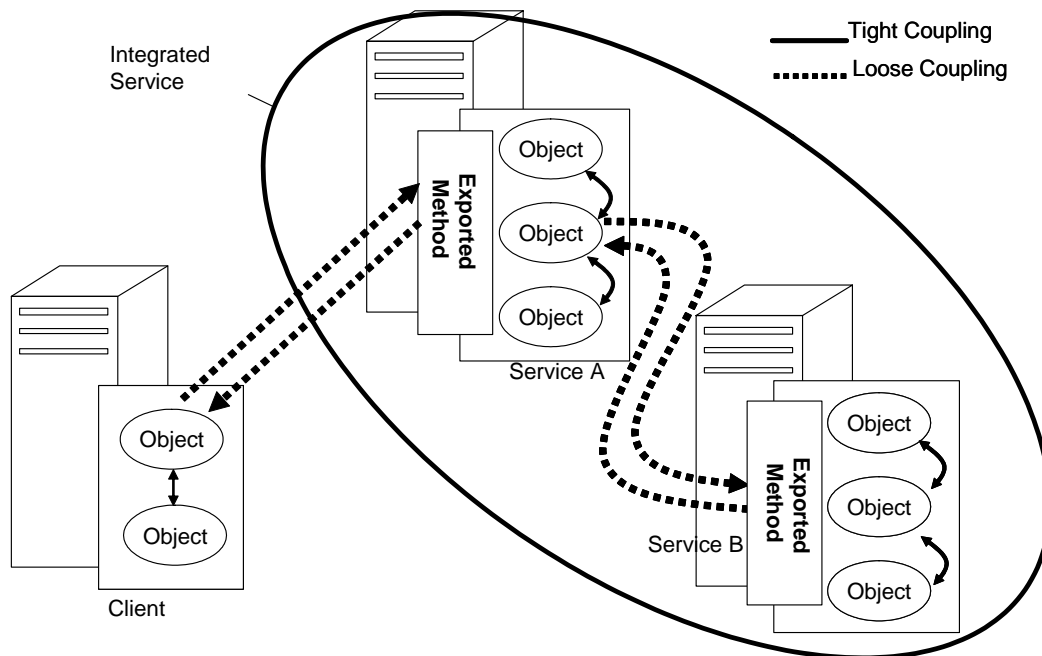 Integrated
Service
Tight Coupling
Loose Coupling
Object
Object
Object
Exported
Method
Service A
Object
Object
Client
Object
Object
Object
Exported
Method
Service B